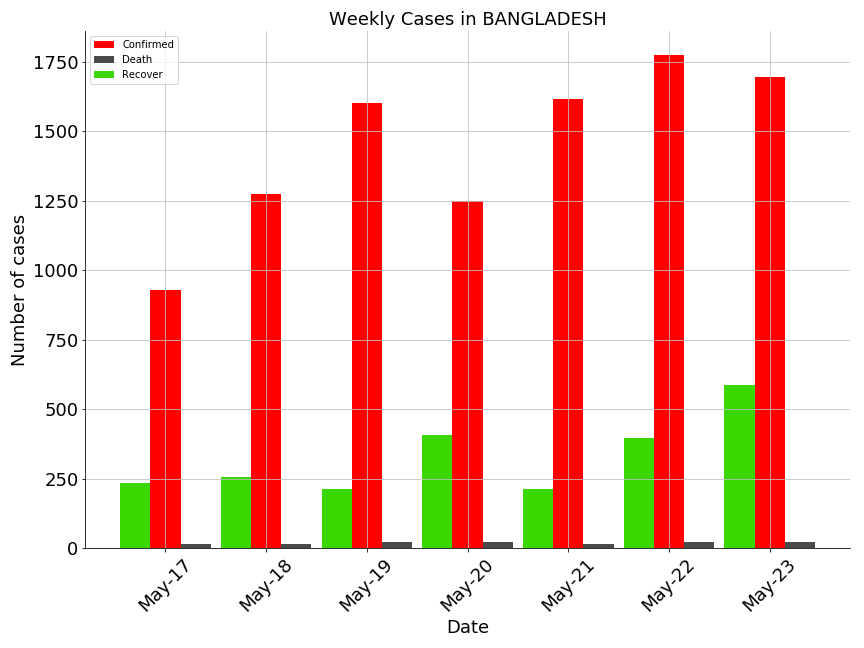 Weekly Cases in BANGLADESH
Confirmed
Death
Recover
Number of cases
1750
1500
1250
1000
750
500
250
0
May-17
May-18
May-19
May-20
May-21
May-22
May-23
Date